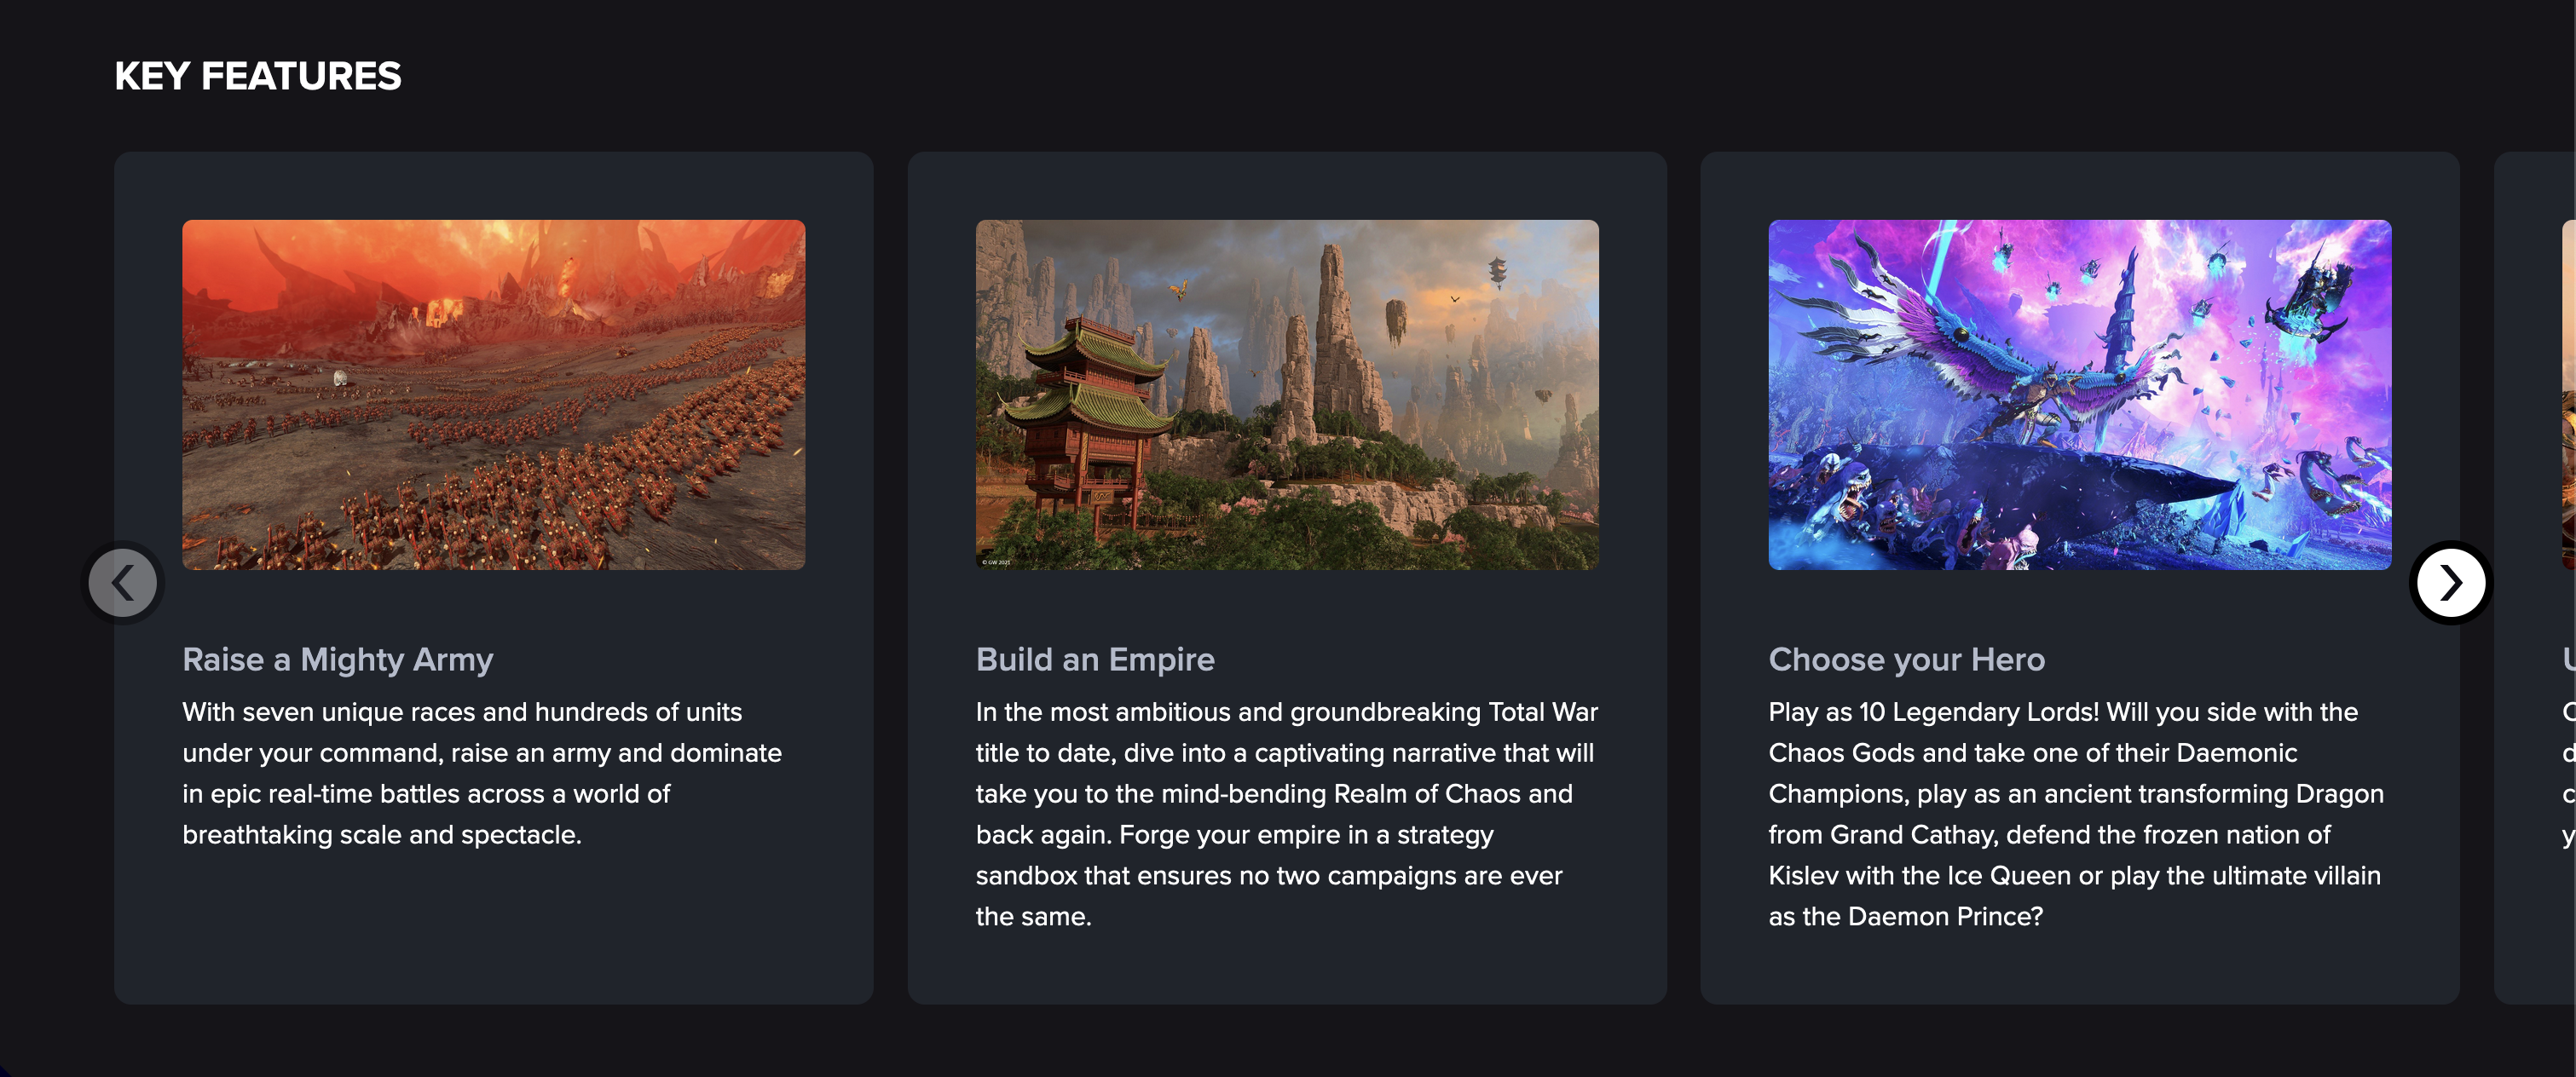 KEY FEATURES
Raise a Mighty Army
With seven unique races and hundreds of units
under your command, raise an army and dominate
in epic real-time battles across a world of
breathtaking scale and spectacle.
© GW 2021
Build an Empire
In the most ambitious and groundbreaking Total War
title to date, dive into a captivating narrative that will
take you to the mind-bending Realm of Chaos and
back again. Forge your empire in a strategy
sandbox that ensures no two campaigns are ever
the same.
Choose your Hero
Play as 10 Legendary Lords! Will you side with the
Chaos Gods and take one of their Daemonic
Champions, play as an ancient transforming Dragon
from Grand Cathay, defend the frozen nation of
Kislev with the Ice Queen or play the ultimate villain
as the Daemon Prince?